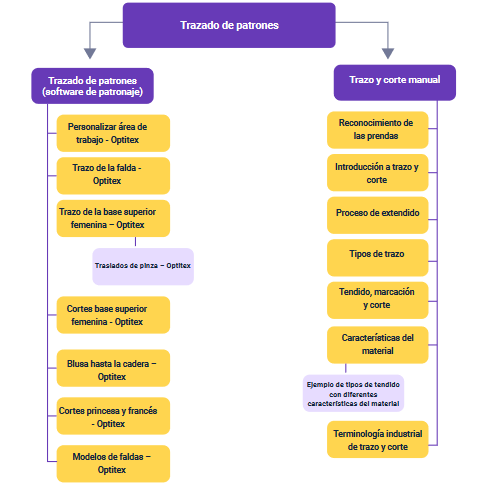 Trazado de patrones
Trazado de patrones
(software de patronaje)
Personalizar área de
trabajo - Optitex
Trazo de la falda -
Optitex
Trazo de la base superior
femenina – Optitex
Traslados de pinza – Optitex
Cortes base superior
femenina - Optitex
Blusa hasta la cadera –
Optitex
Cortes princesa y francés
- Optitex
Modelos de faldas –
Optitex
Trazo y corte manual
Reconocimiento de
las prendas
Introducción a trazo y
corte
Proceso de extendido
Tipos de trazo
Tendido, marcación
y corte
Características del
material
Ejemplo de tipos de tendido
con diferentes
características del material
Terminología industrial
de trazo y corte